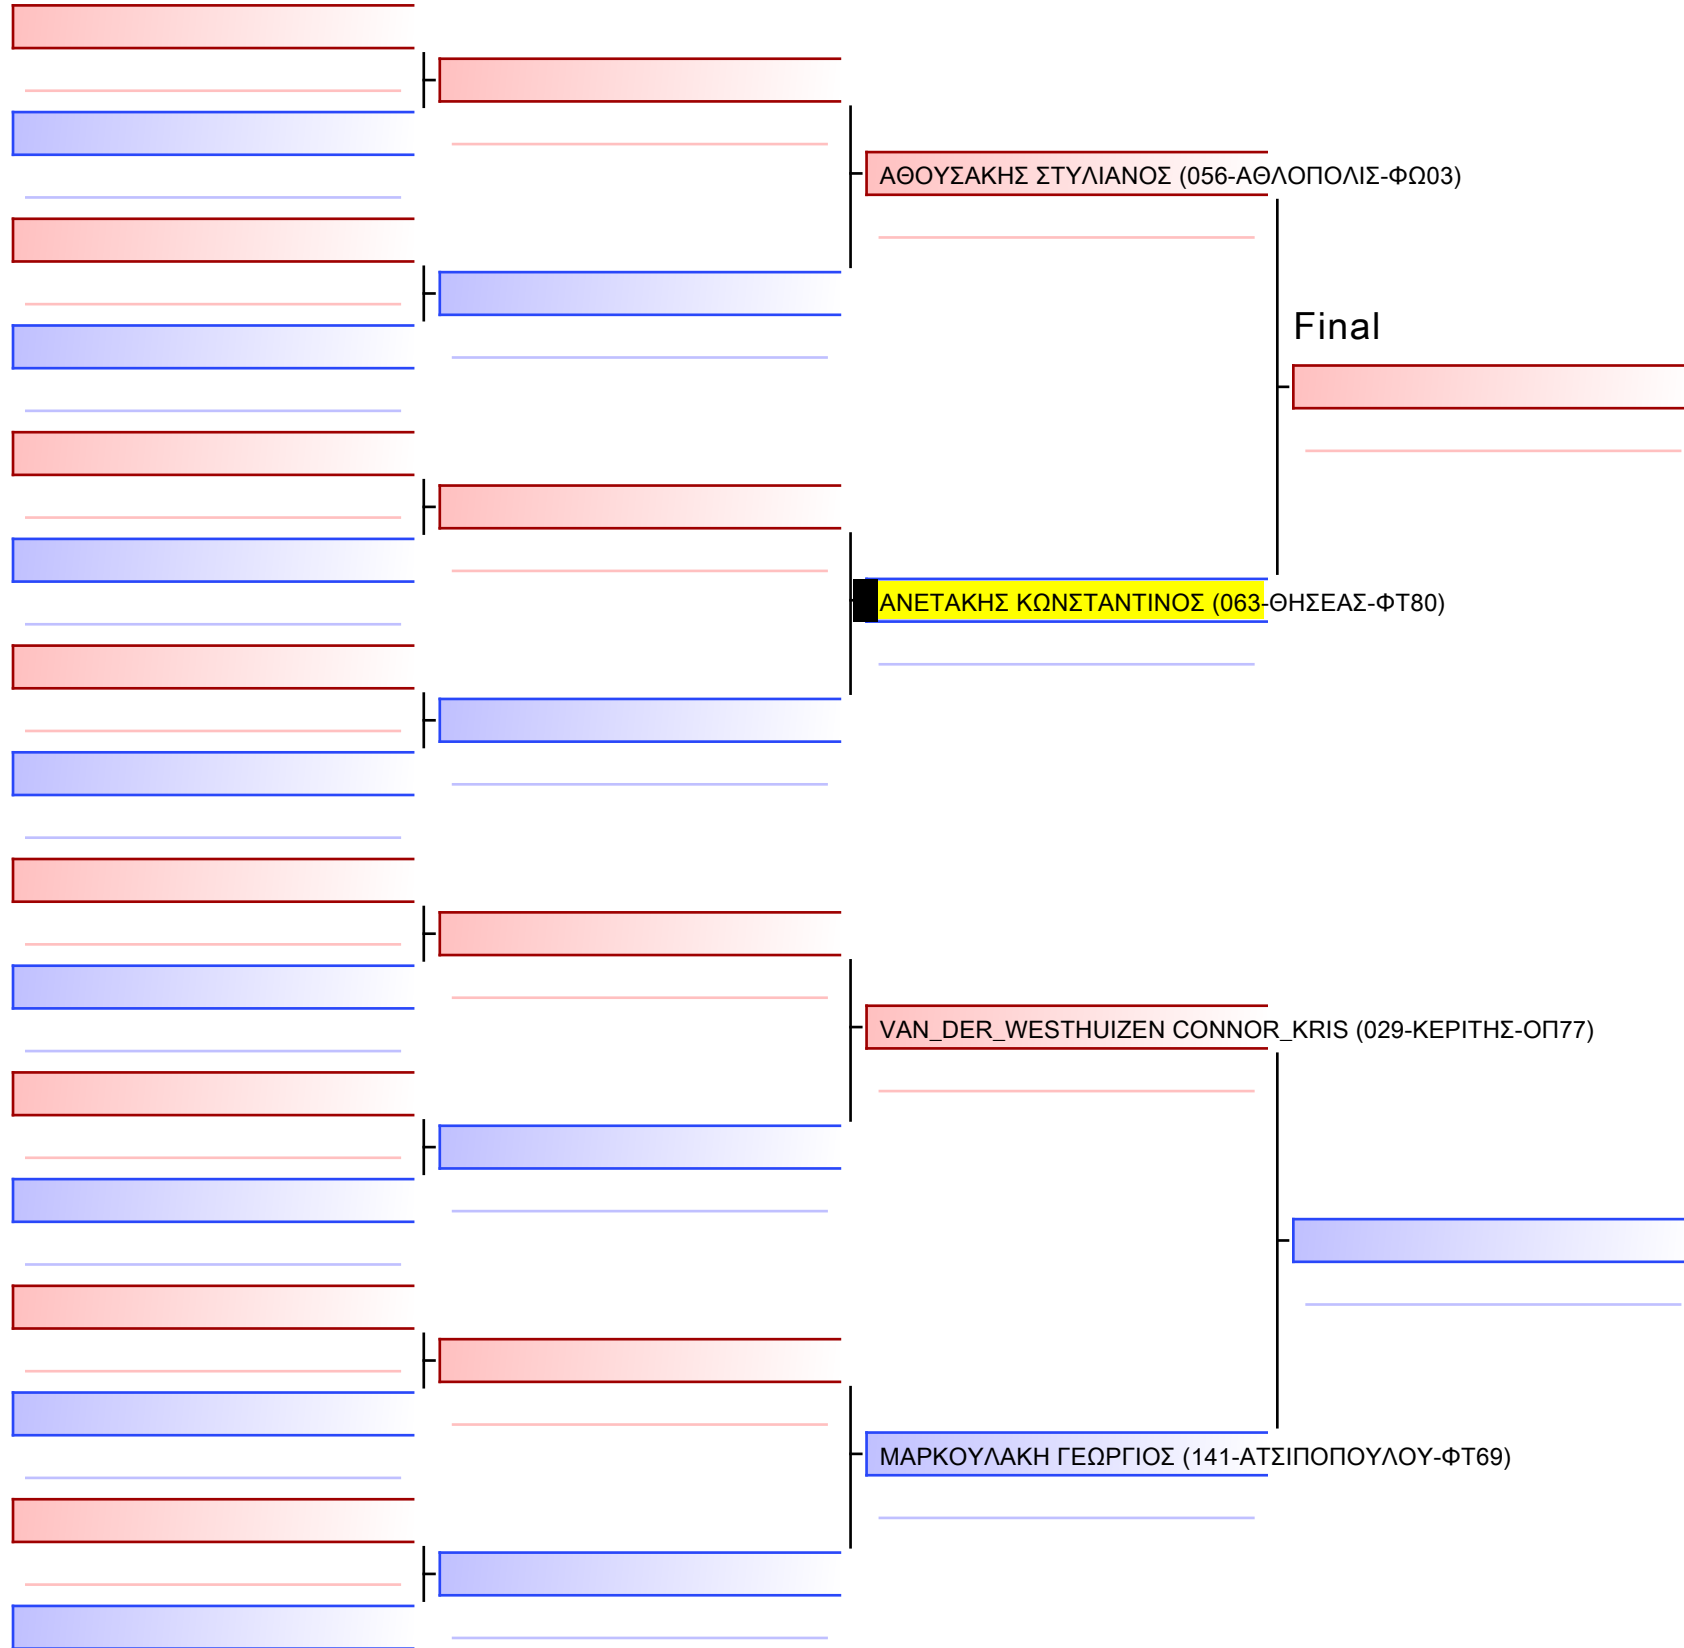 ΑΘΟΥΣΑΚΗΣ ΣΤΥΛΙΑΝΟΣ (056-ΑΘΛΟΠΟΛΙΣ-ΦΩ03)
Final
ΑΝΕΤΑΚΗΣ ΚΩΝΣΤΑΝΤΙΝΟΣ (063-ΘΗΣΕΑΣ-ΦΤ80)
VAN_DER_WESTHUIZEN CONNOR_KRIS (029-ΚΕΡΙΤΗΣ-ΟΠ77)
ΜΑΡΚΟΥΛΑΚΗ ΓΕΩΡΓΙΟΣ (141-ΑΤΣΙΠΟΠΟΥΛΟΥ-ΦΤ69)